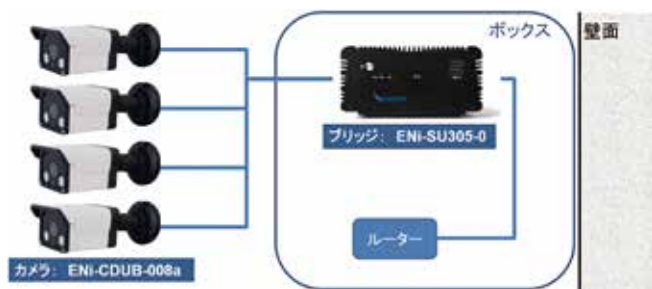 ボックス
壁面
ブリッジ: ENi-SU305-0
ルーター
カメラ: ENi-CDUB-008a